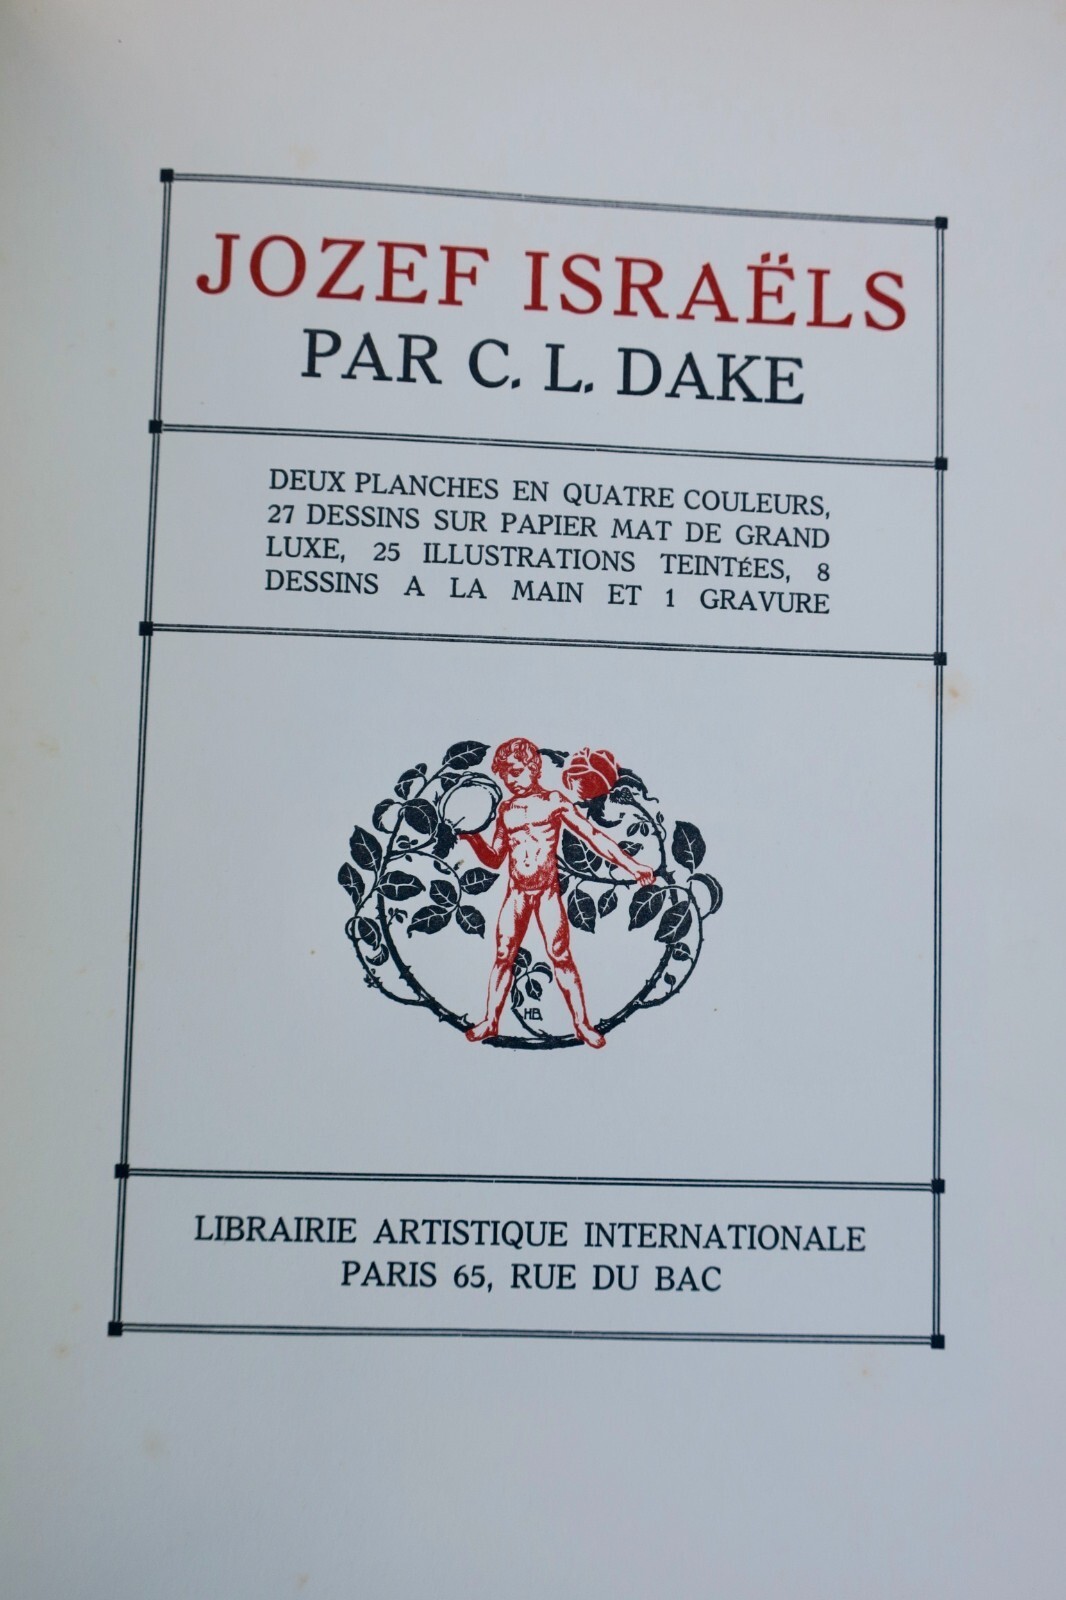 JOZEF ISRAËLS
PAR C. L. DAKE
DEUX PLANCHES EN QUATRE COULEURS,
27 DESSINS SUR PAPIER MAT DE GRAND
LUXE, 25 ILLUSTRATIONS TEINTéES, 8
DESSINS A LA MAIN ET 1 GRAVURE
HB.
LIBRAIRIE ARTISTIQUE INTERNATIONALE
PARIS 65, RUE DU BAC